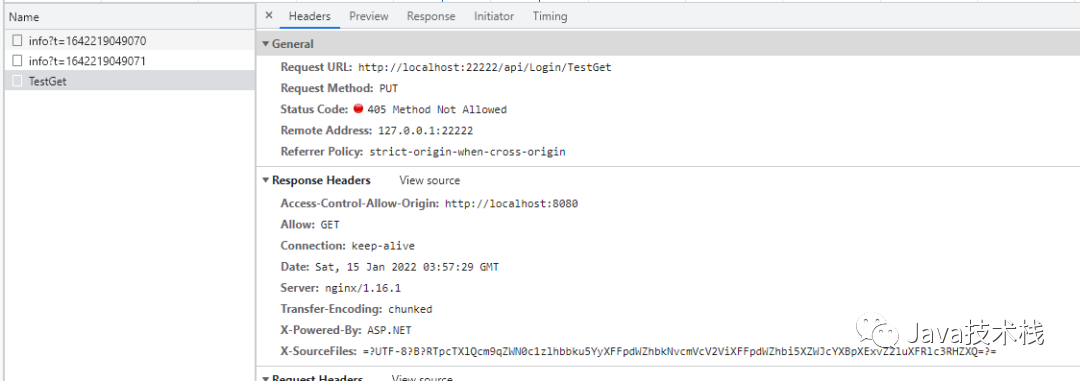 Name
× Headers Preview Response Initiator Timing
info?t=1642219049070
info?t=1642219049071
TestGet
General
Request URL: http://localhost:22222/api/Login/TestGet
Request Method: PUT
Status Code: 405 Method Not Allowed
Remote Address: 127.0.0.1:22222
Referrer Policy: strict-origin-when-cross-origin
Response Headers View source
Access-Control-Allow-Origin: http://localhost:8080
Allow: GET
Connection: keep-alive
Date: Sat, 15 Jan 2022 03:57:29 GMT
Server: nginx/1.16.1
Transfer-Encoding: chunked
X-Powered-By: ASP.NET
X-SourceFiles:
Java技术栈
Request Headers View source